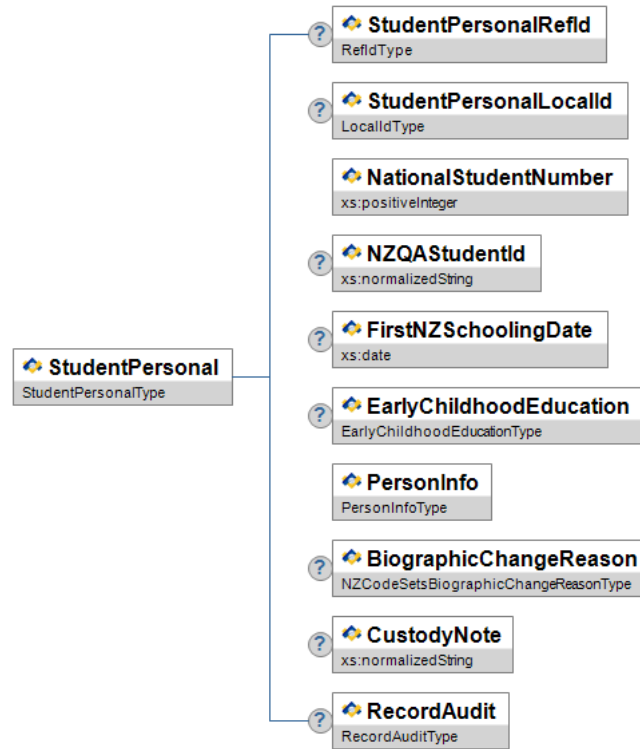 ? StudentPersonalRefId
RefIdType
? StudentPersonalLocalId
LocalIdType
NationalStudentNumber
xs:positiveInteger
? NZQAStudentId
xs:normalizedString
? FirstNZSchoolingDate
xs:date
StudentPersonal
StudentPersonalType
? EarlyChildhoodEducation
EarlyChildhoodEducationType
PersonInfo
PersonInfoType
? BiographicChangeReason
NZCodeSetsBiographicChangeReasonType
? CustodyNote
xs:normalizedString
? RecordAudit
RecordAuditType